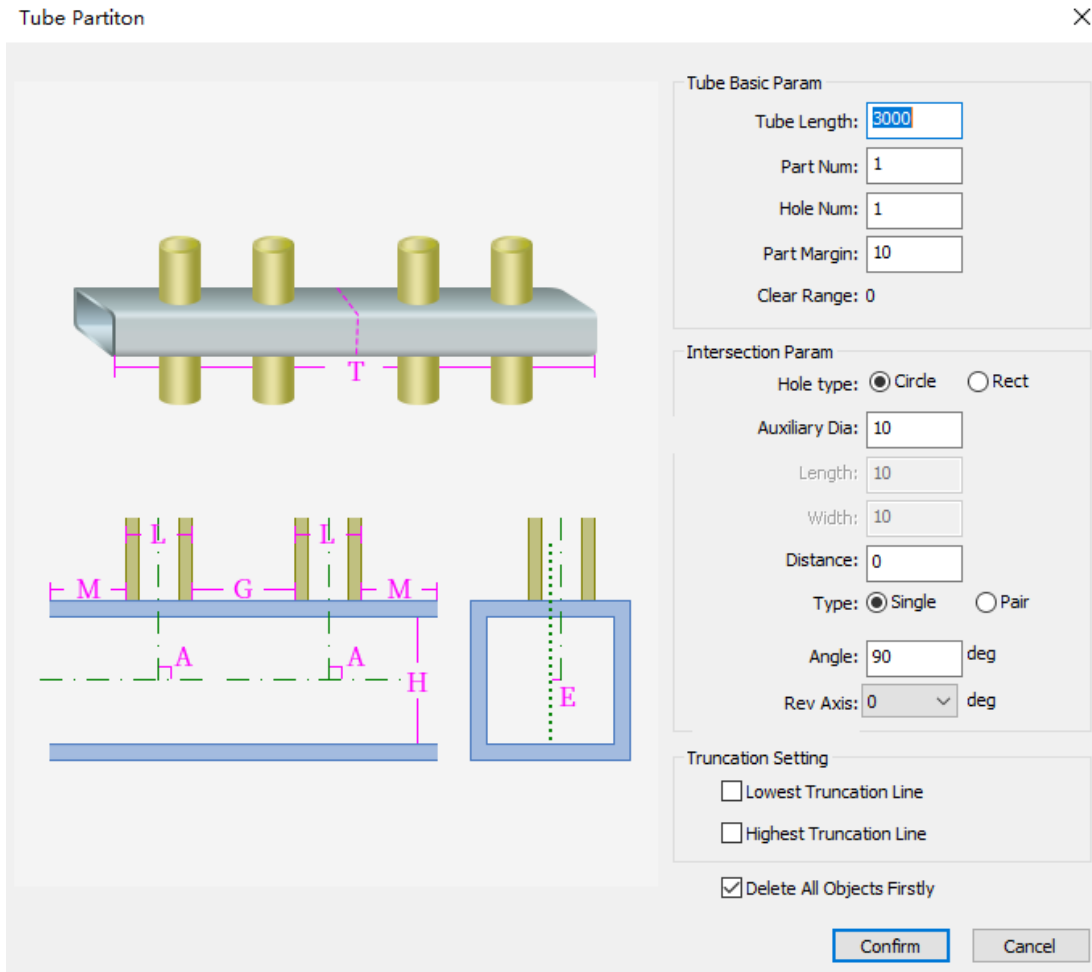 Tube Partiton
Tube Basic Param
Tube Length: 3000
Part Num: 1
Hole Num: 1
Part Margin: 10
Clear Range: 0
T
Intersection Param
Hole type: Circle Rect
Auxiliary Dia: 10
Length: 10
Width: 10
Distance: 0
Type: Single Pair
Angle: 90 deg
Rev Axis: 0 deg
L L
M G M
A A H E
Truncation Setting
Lowest Truncation Line
Highest Truncation Line
Delete All Objects Firstly
Confirm Cancel